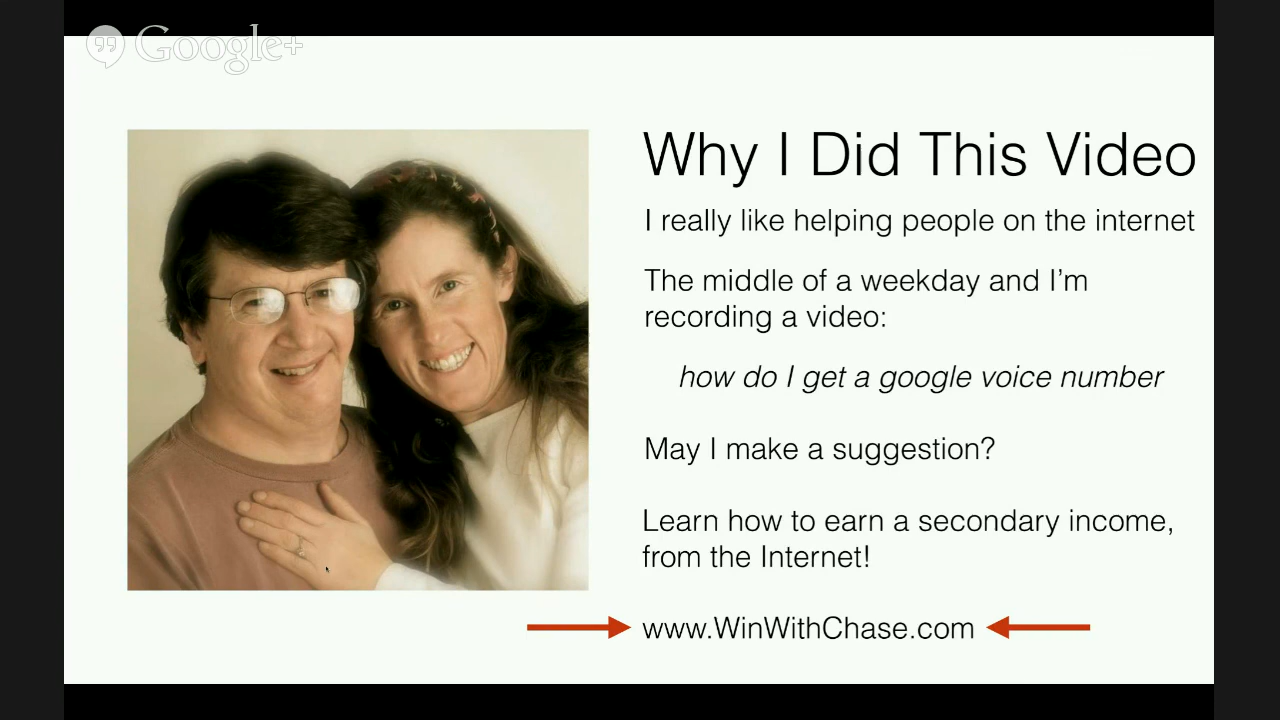 Google+
Why I Did This Video
I really like helping people on the internet
The middle of a weekday and I'm
recording a video:
how do I get a google voice number
May I make a suggestion?
Learn how to earn a secondary income,
from the Internet!
www.WinWithChase.com